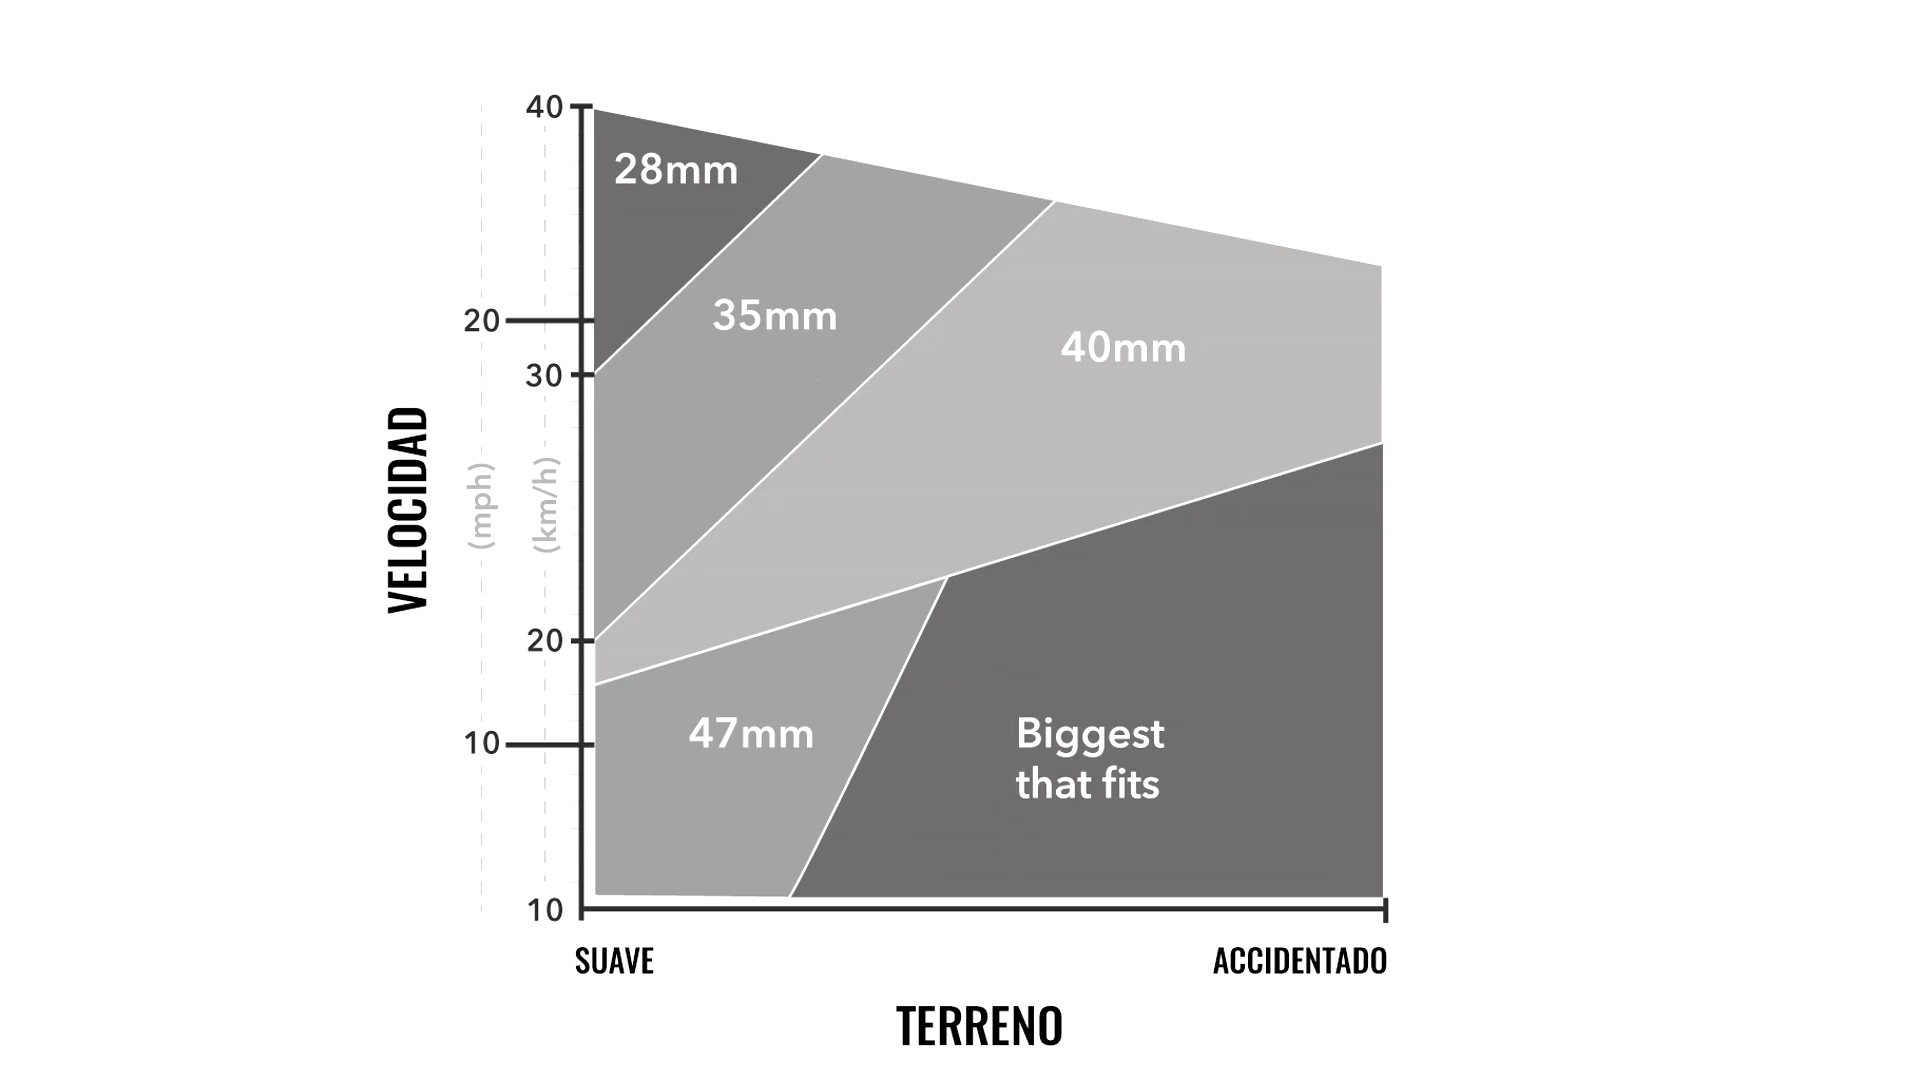 40
28mm
35mm
20
40mm
30
VELOCIDAD
(mph)
(km/h)
20
47mm
Biggest
that fits
10
10
SUAVE
ACCIDENTADO
TERRENO